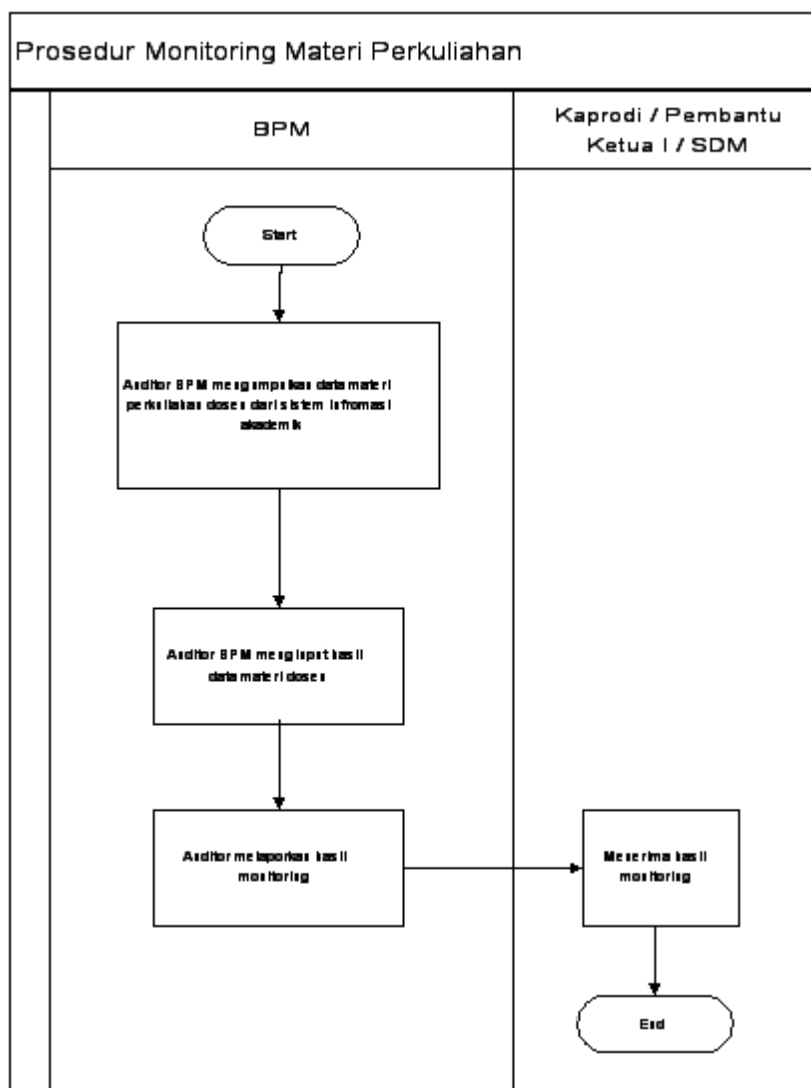 Prosedur Monitoring Materi Perkuliahan
BPM
Kaprodi / Pembantu
Ketua I / SDM
Start
Auditor BPM mengumpulkan data materi
perkuliahan dosen dari sistem infromasi
akademik
Auditor BPM menginput hasil
data materi dosen
Auditor melaporkan hasil
monitoring
Menerima hasil
monitoring
End